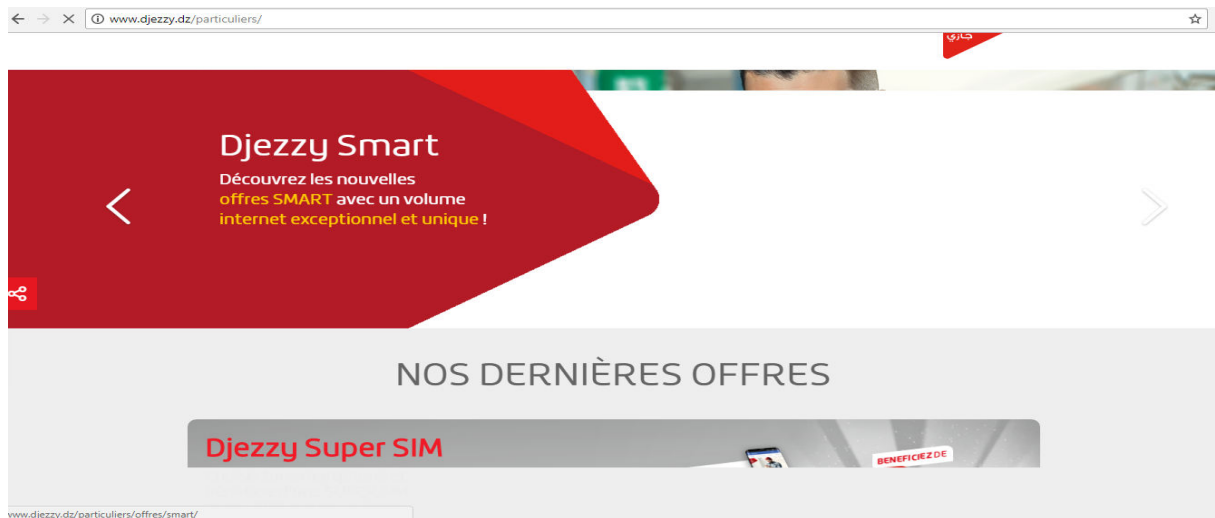 www.djezzy.dz/particuliers/
جازي
Djezzy Smart
Découvrez les nouvelles
offres SMART avec un volume
internet exceptionnel et unique !
NOS DERNIÈRES OFFRES
Djezzy Super SIM
BENEFICIEZ DE
www.djezzy.dz/particuliers/offres/smart/